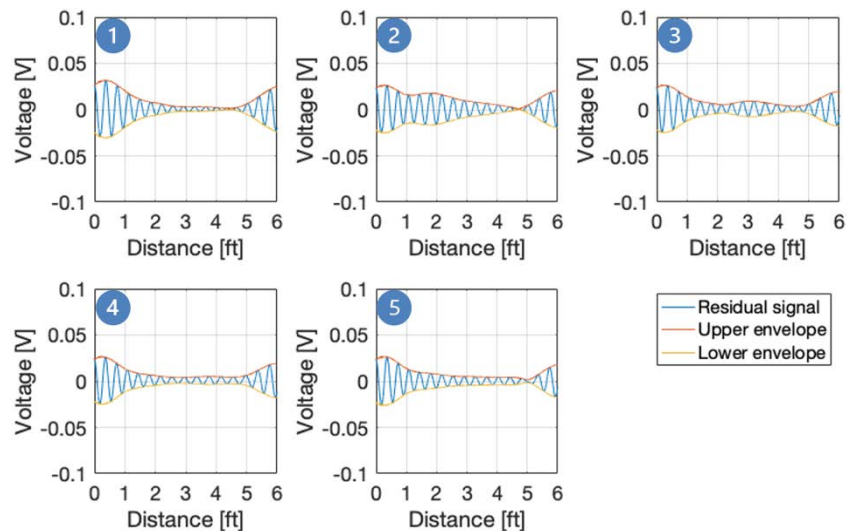 1
2
3
0.1
0.05
0
-0.05
-0.1
Voltage [V]
0 1 2 3 4 5 6
Distance [ft]
0.1
0.05
0
-0.05
-0.1
Voltage [V]
0 1 2 3 4 5 6
Distance [ft]
0.1
0.05
0
-0.05
-0.1
Voltage [V]
0 1 2 3 4 5 6
Distance [ft]
4
5
0.1
0.05
0
-0.05
-0.1
Voltage [V]
0 1 2 3 4 5 6
Distance [ft]
0.1
0.05
0
-0.05
-0.1
Voltage [V]
0 1 2 3 4 5 6
Distance [ft]
Residual signal
Upper envelope
Lower envelope